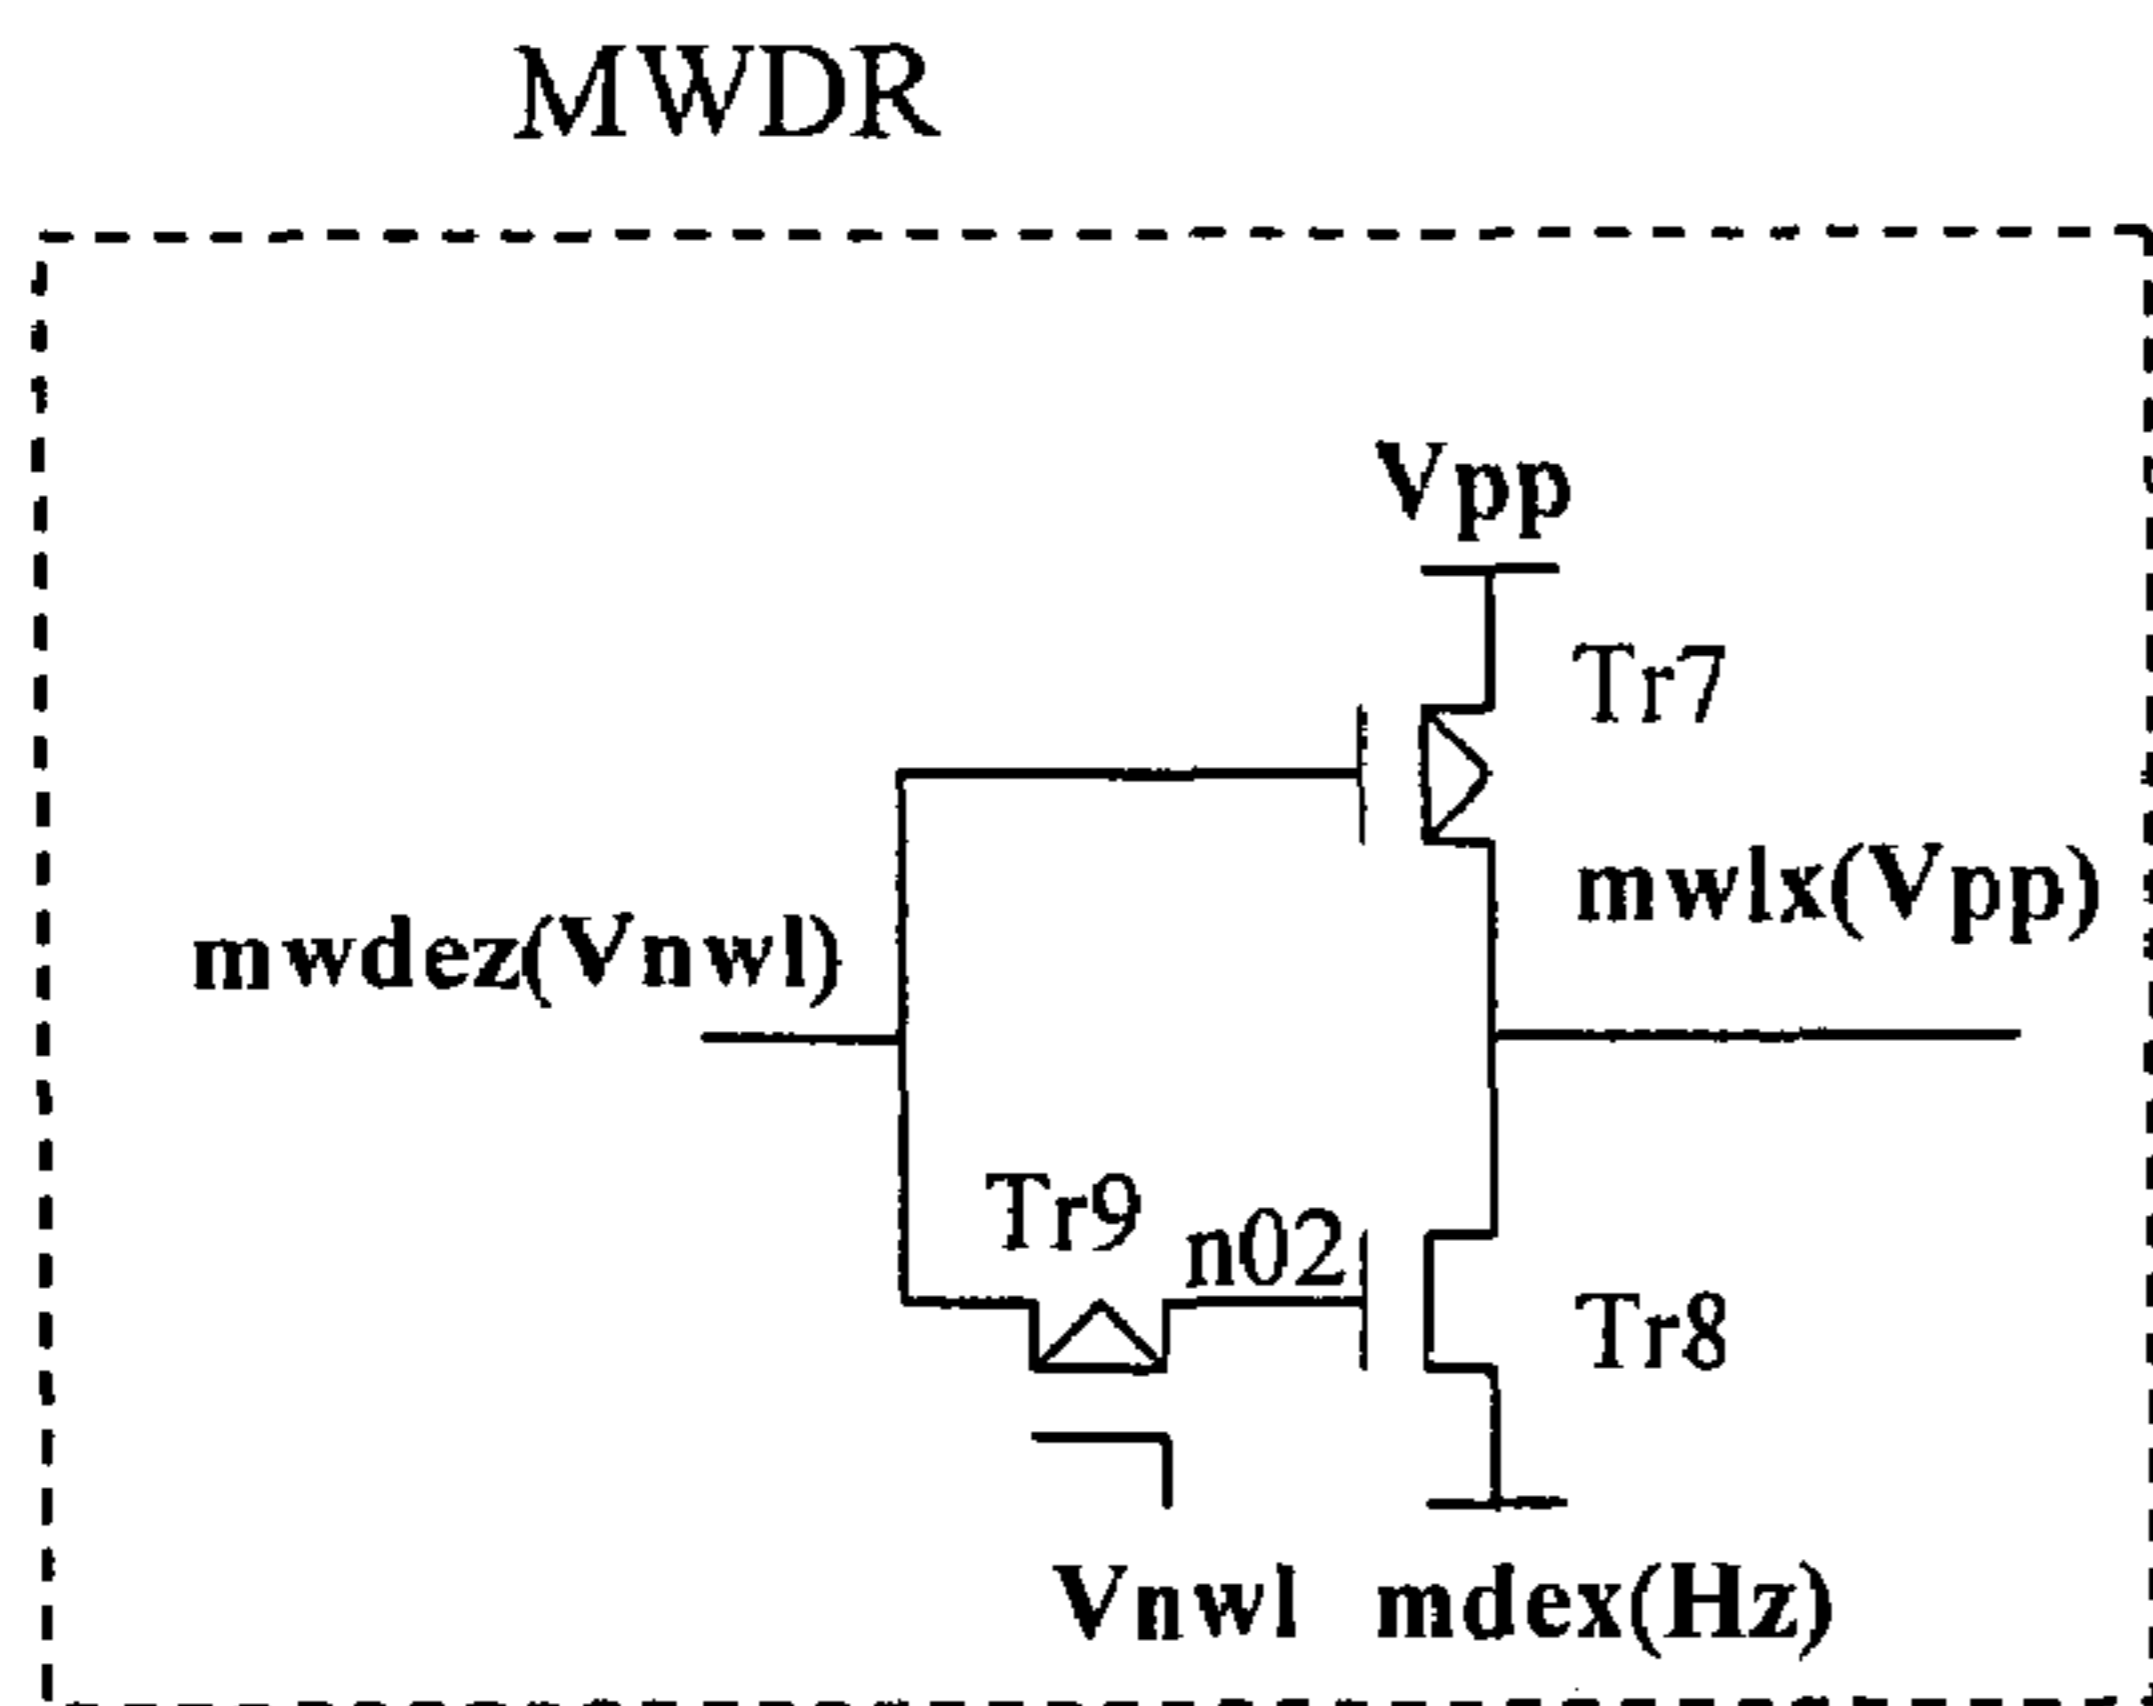 MWDR
Vpp
Tr7
mwlx(Vpp)
mwdez(Vnwl)
Tr9
n02
Tr8
Vnwl
mdex(Hz)